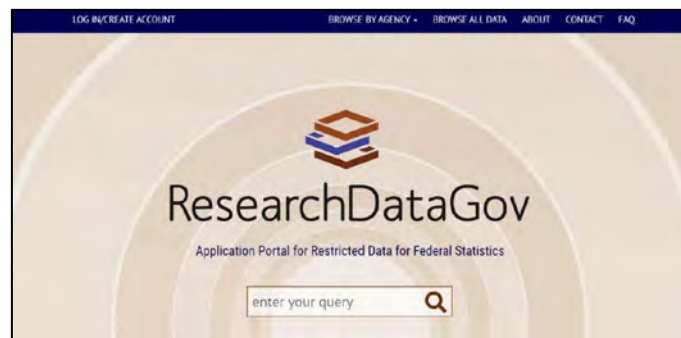 LOG IN/CREATE ACCOUNT BROWSE BY AGENCY BROWSE ALL DATA ABOUT CONTACT FAQ
ResearchDataGov
Application Portal for Restricted Data for Federal Statistics
enter your query